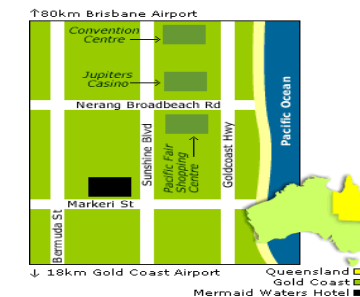 ↑80km Brisbane Airport
Convention
Centre
Jupiters
Casino
Nerang Broadbeach Rd
Pacific Ocean
Sunshine Blvd
Pacific Fair
Shopping
Centre
Goldcoast Hwy
Markeri St
Bermuda St
↓ 18km Gold Coast Airport
Queensland
Gold Coast
Mermaid Waters Hotel